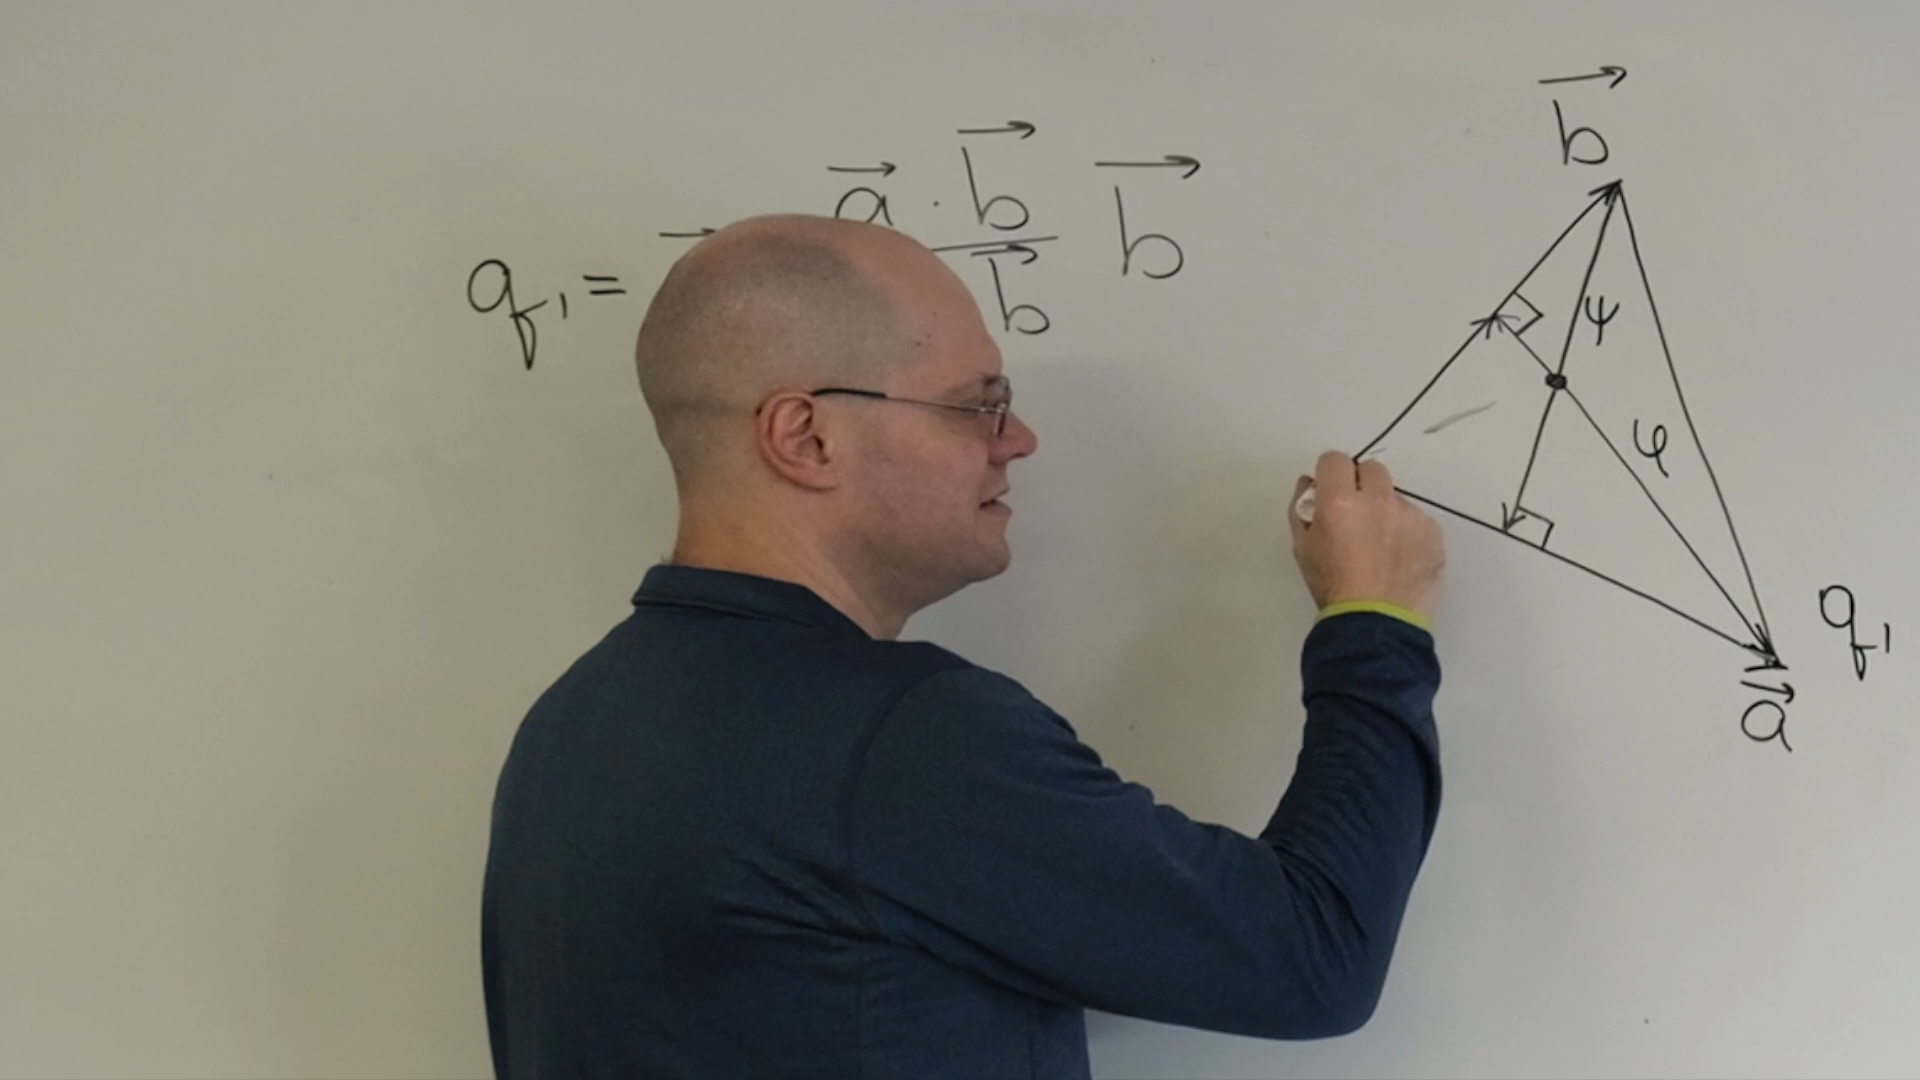 q₁ = (a⃗ · b⃗) / b⃗ b⃗
b⃗
ψ
φ
q₁
a⃗